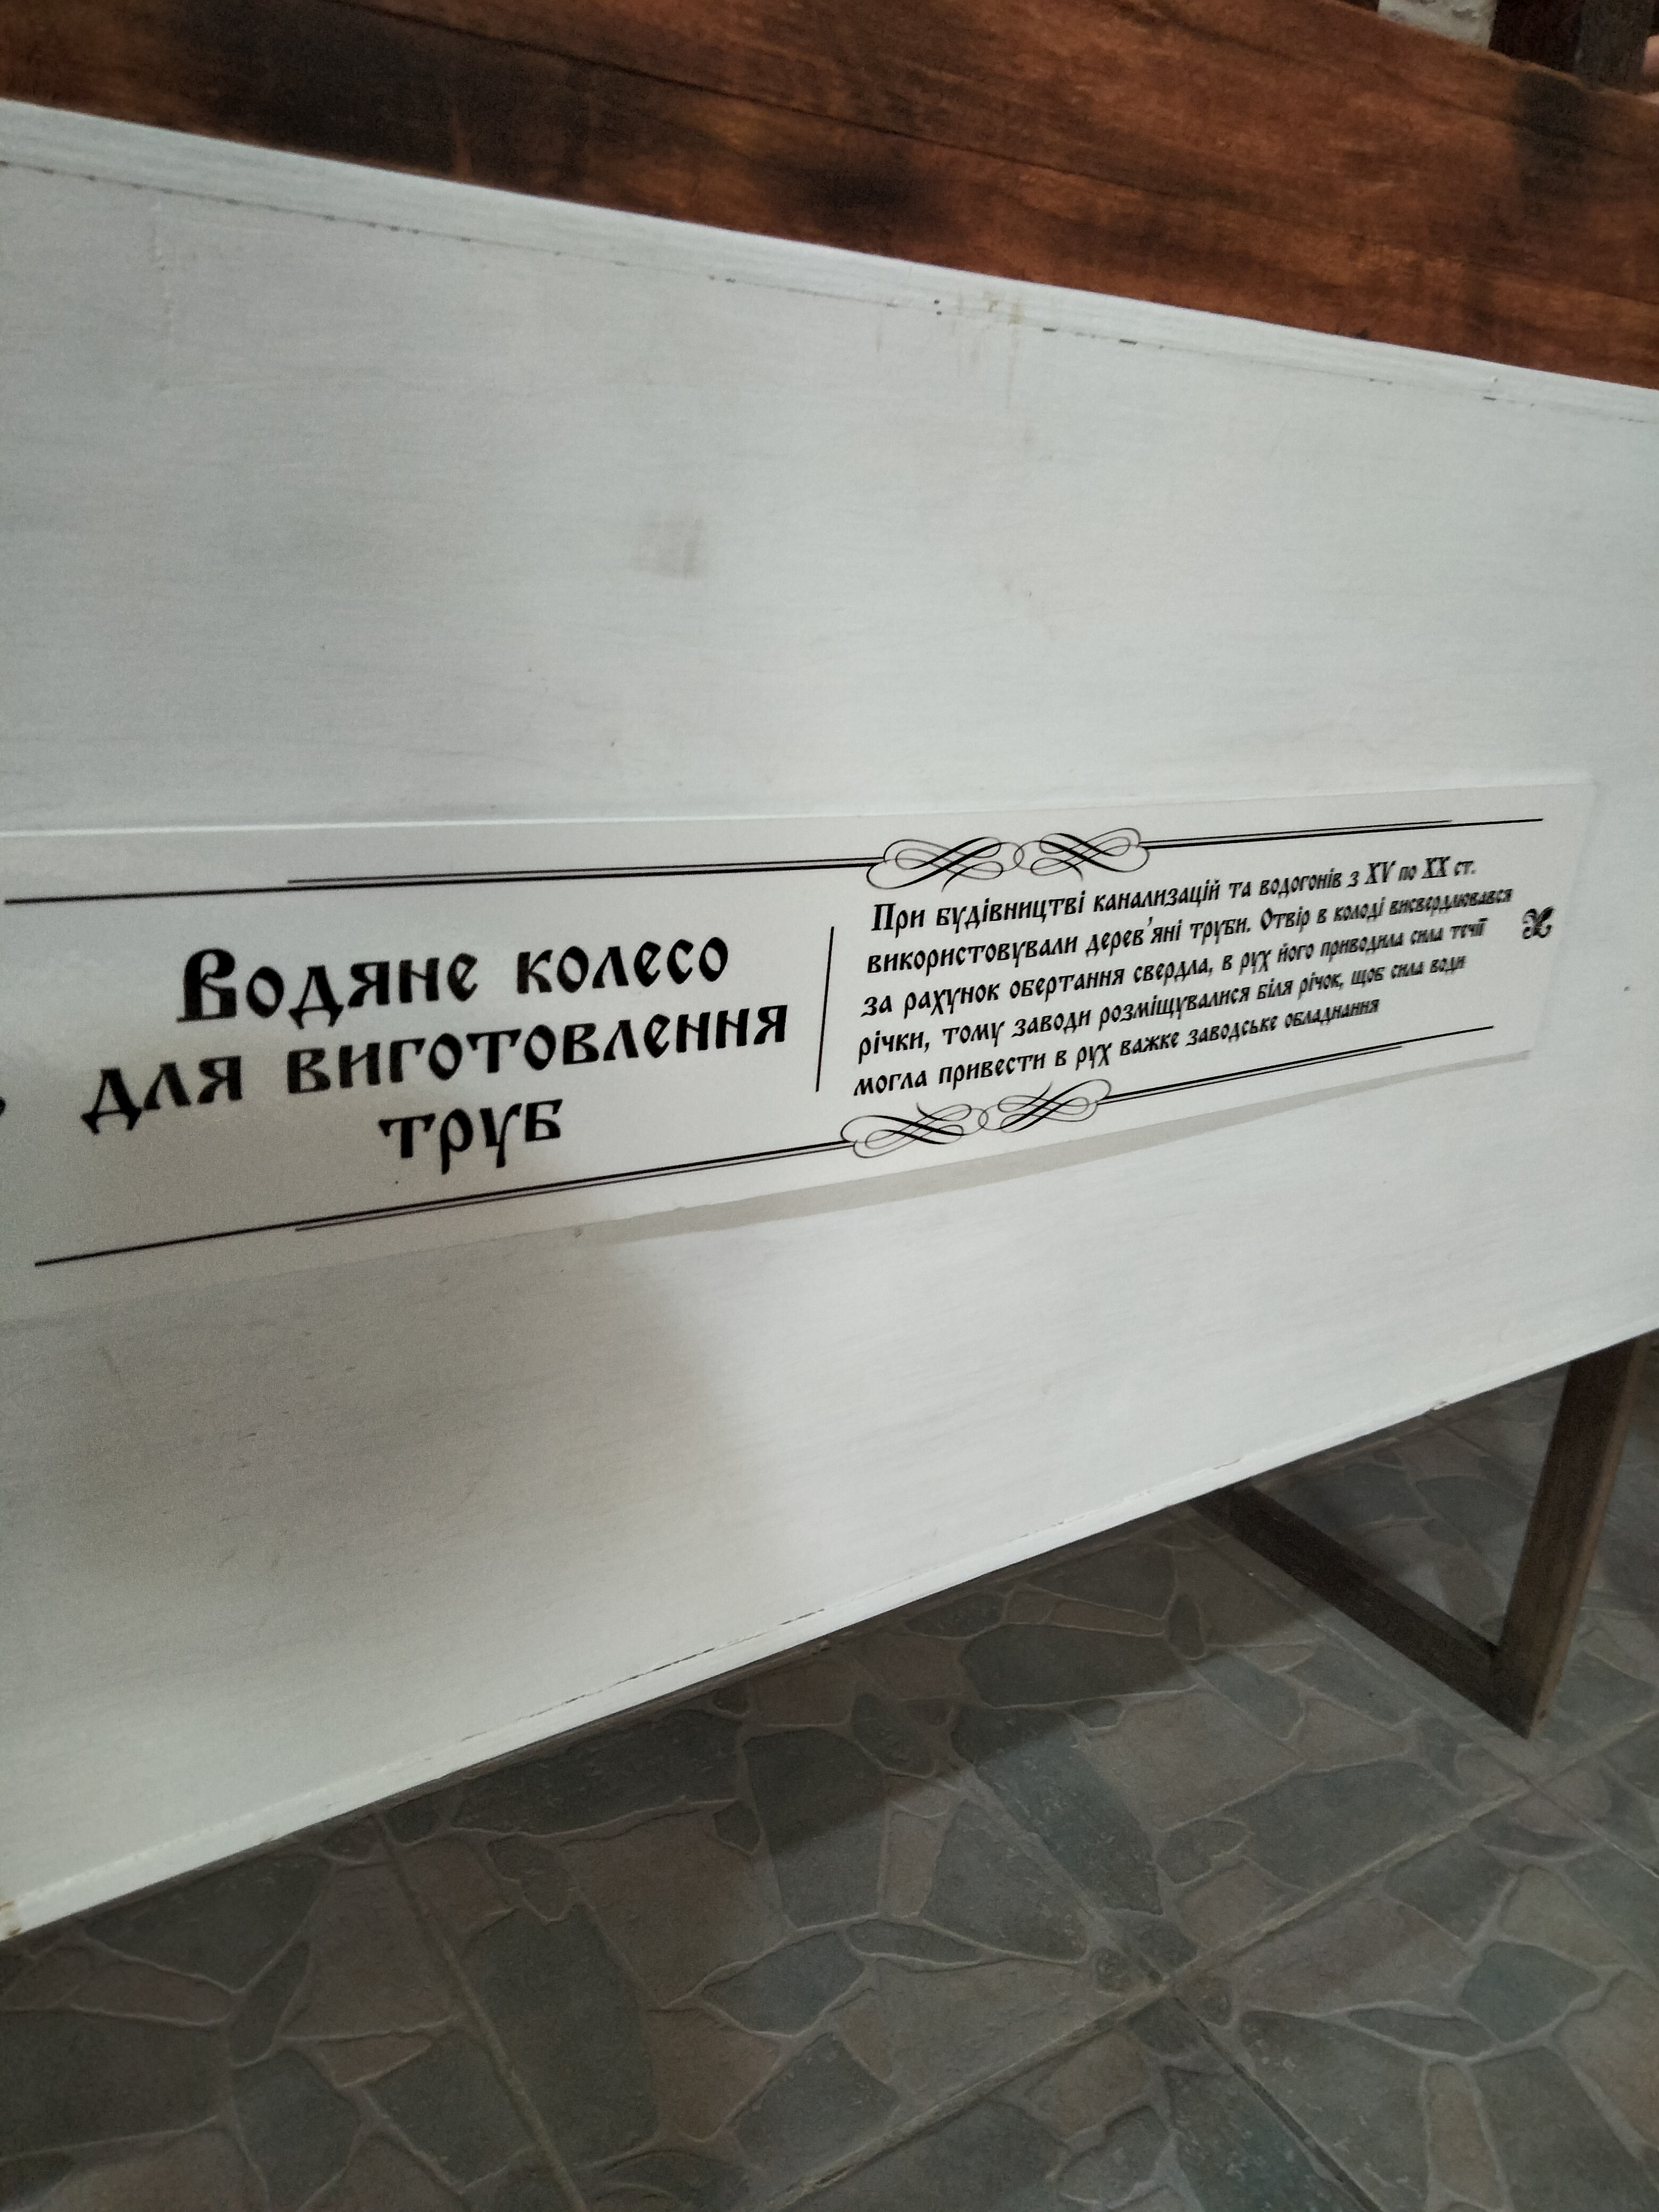 Водяне колесо
для виготовлення
труб
При будівництві канализацій та водогонів з XV по XX ст.
використовували дерев'яні труби. Отвір в колоді висвердлювався
за рахунок обертання свердла, в рух його приводила сила течії
річки, тому заводи розміщувалися біля річок, щоб сила води
могла привести в рух важке заводське обладнання